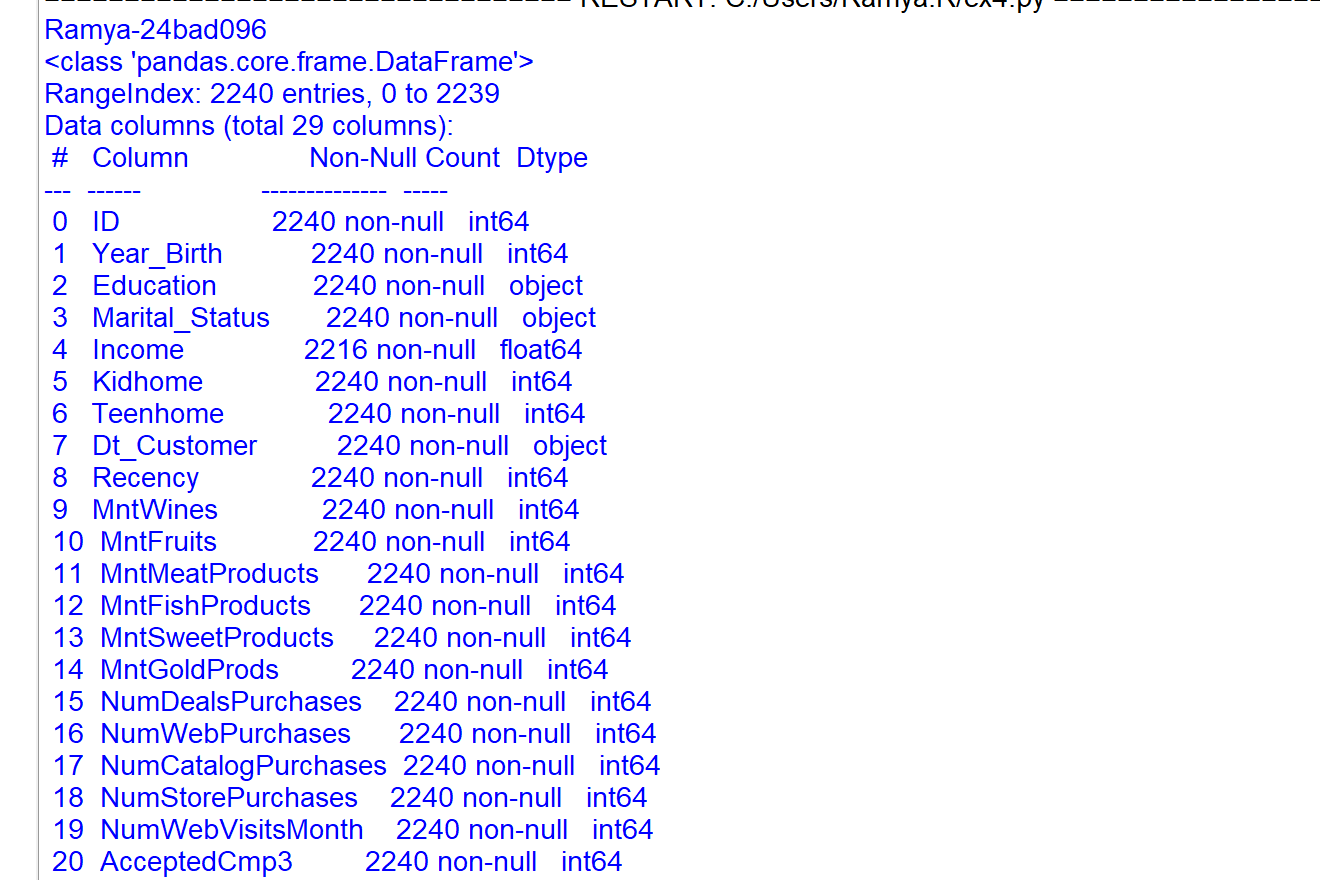 RESTART: C:/Users/Ramya.R/ex4.py
Ramya-24bad096
<class 'pandas.core.frame.DataFrame'>
RangeIndex: 2240 entries, 0 to 2239
Data columns (total 29 columns):
#   Column   Non-Null Count   Dtype
---  ------  --------------  -----
0   ID   2240 non-null   int64
1   Year_Birth   2240 non-null   int64
2   Education   2240 non-null   object
3   Marital_Status   2240 non-null   object
4   Income   2216 non-null   float64
5   Kidhome   2240 non-null   int64
6   Teenhome   2240 non-null   int64
7   Dt_Customer   2240 non-null   object
8   Recency   2240 non-null   int64
9   MntWines   2240 non-null   int64
10   MntFruits   2240 non-null   int64
11   MntMeatProducts   2240 non-null   int64
12   MntFishProducts   2240 non-null   int64
13   MntSweetProducts   2240 non-null   int64
14   MntGoldProds   2240 non-null   int64
15   NumDealsPurchases   2240 non-null   int64
16   NumWebPurchases   2240 non-null   int64
17   NumCatalogPurchases   2240 non-null   int64
18   NumStorePurchases   2240 non-null   int64
19   NumWebVisitsMonth   2240 non-null   int64
20   AcceptedCmp3   2240 non-null   int64